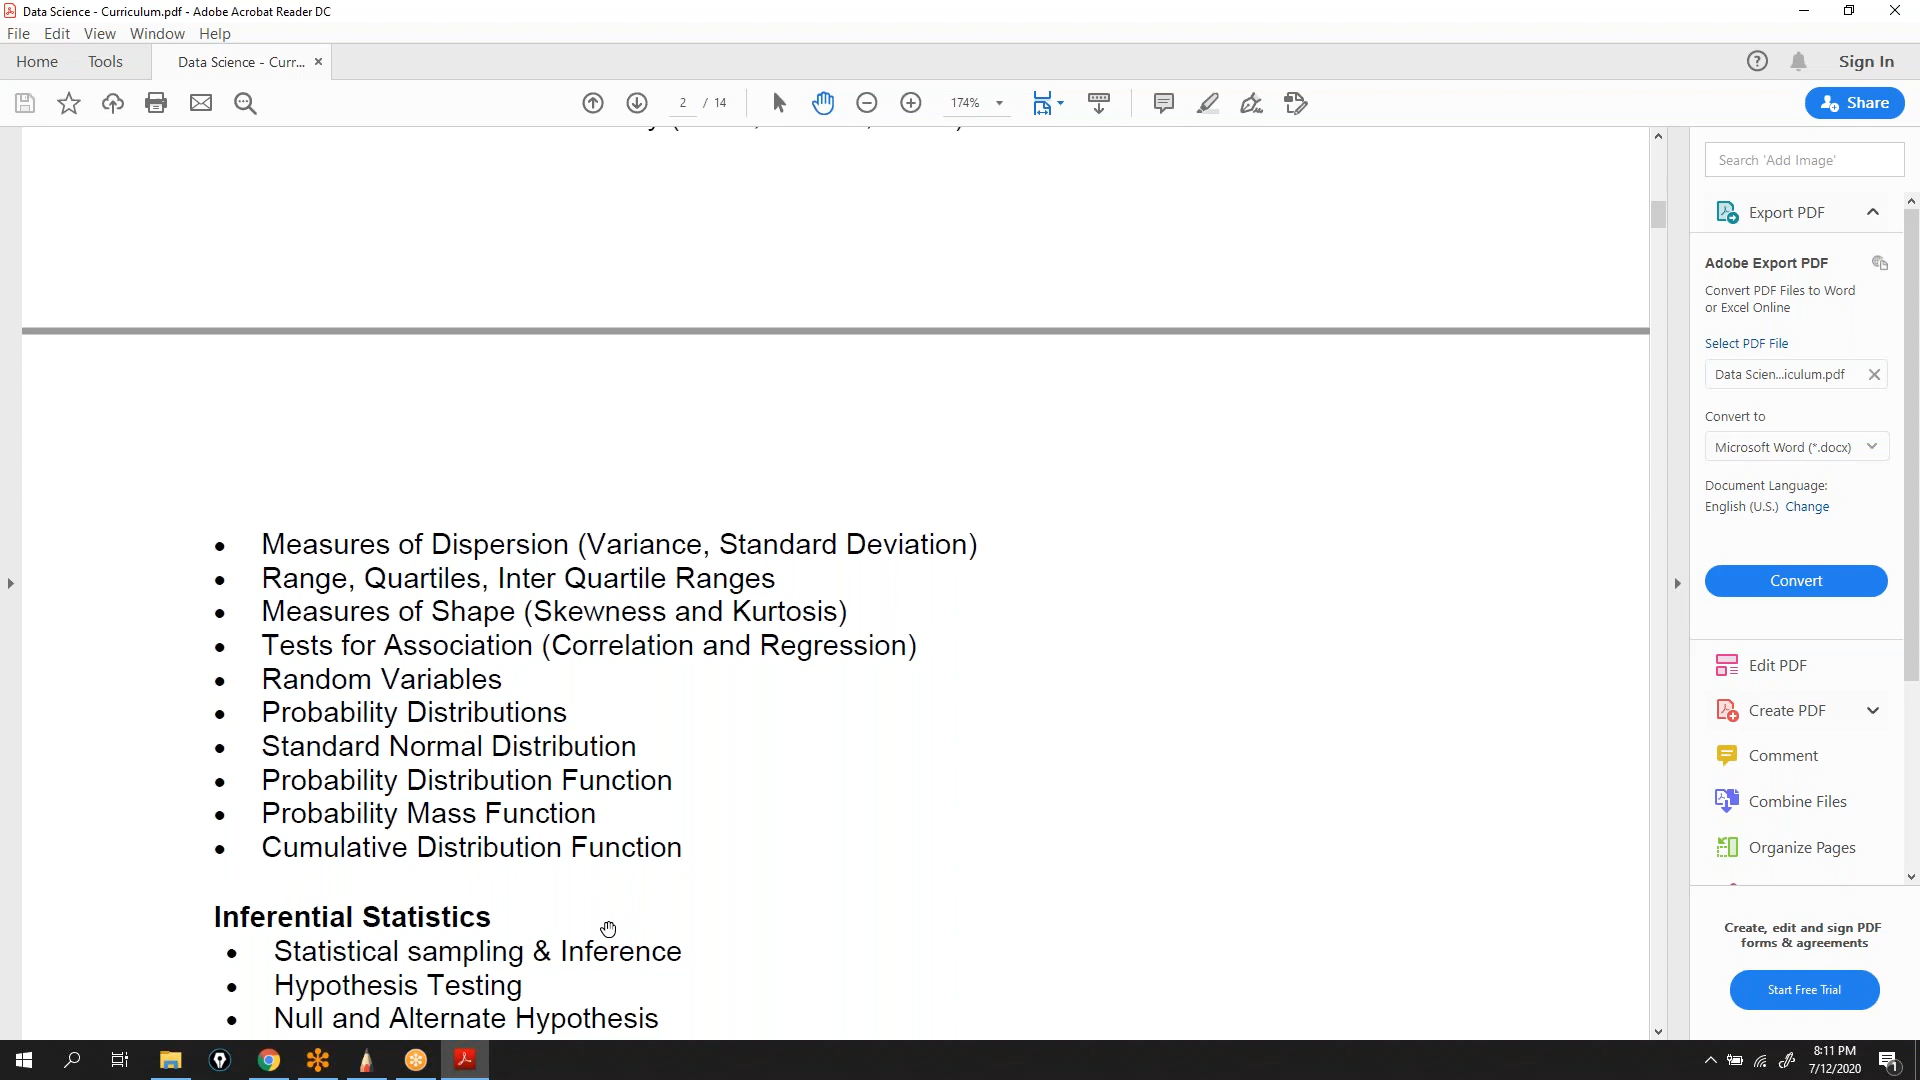 Data Science - Curriculum.pdf - Adobe Acrobat Reader DC
File Edit View Window Help
Home Tools Data Science - Curr... ×
Sign In
2 / 14 174% Share
Search 'Add Image'
Export PDF
Adobe Export PDF
Convert PDF Files to Word
or Excel Online
Select PDF File
Data Scien...iculum.pdf
Convert to
Microsoft Word (*.docx)
Document Language:
English (U.S.) Change
Convert
Edit PDF
Create PDF
Comment
Combine Files
Organize Pages
Create, edit and sign PDF
forms & agreements
Start Free Trial
• Measures of Dispersion (Variance, Standard Deviation)
• Range, Quartiles, Inter Quartile Ranges
• Measures of Shape (Skewness and Kurtosis)
• Tests for Association (Correlation and Regression)
• Random Variables
• Probability Distributions
• Standard Normal Distribution
• Probability Distribution Function
• Probability Mass Function
• Cumulative Distribution Function
Inferential Statistics
• Statistical sampling & Inference
• Hypothesis Testing
• Null and Alternate Hypothesis
8:11 PM
7/12/2020
1